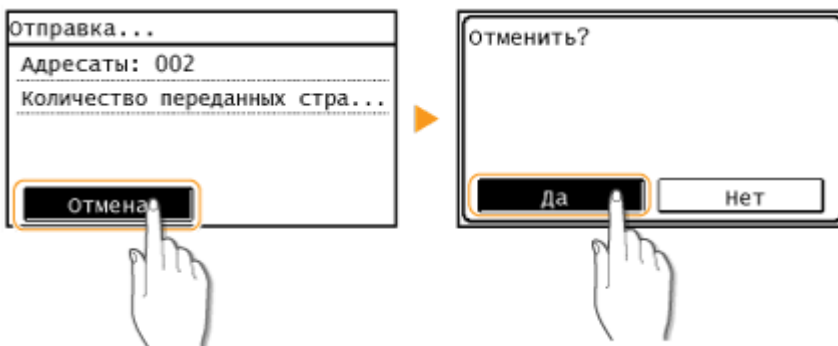 Отправка...
Адресаты: 002
Количество переданных стра...
Отмена
Отменить?
Да
Нет